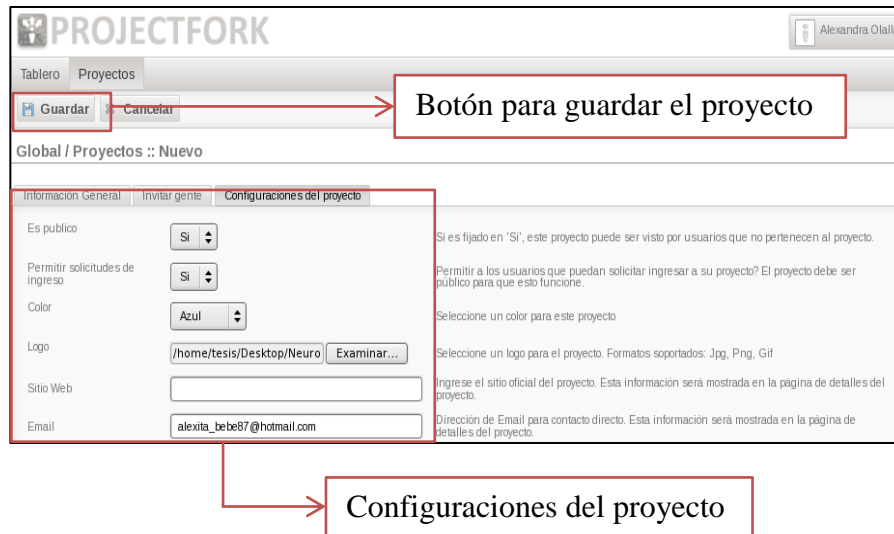 PROJECTFORK
Alexandra Olalla
Tablero Proyectos
Guardar Cancelar
Botón para guardar el proyecto
Global / Proyectos :: Nuevo
Informacion General Invitar gente Configuraciones del proyecto
Es publico Si Si es fijado en 'Si', este proyecto puede ser visto por usuarios que no pertenecen al proyecto.
Permitir solicitudes de
ingreso
Si
Permitir a los usuarios que puedan solicitar ingresar a su proyecto? El proyecto debe ser
público para que esto funcione.
Color Azul Seleccione un color para este proyecto
Logo /home/tesis/Desktop/Neuro Examinar... Seleccione un logo para el proyecto. Formatos soportados: Jpg, Png, Gif
Sitio Web
Ingrese el sitio oficial del proyecto. Esta información será mostrada en la página de detalles del
proyecto.
Email alexita_bebe87@hotmail.com
Dirección de Email para contacto directo. Esta información será mostrada en la página de
detalles del proyecto.
Configuraciones del proyecto